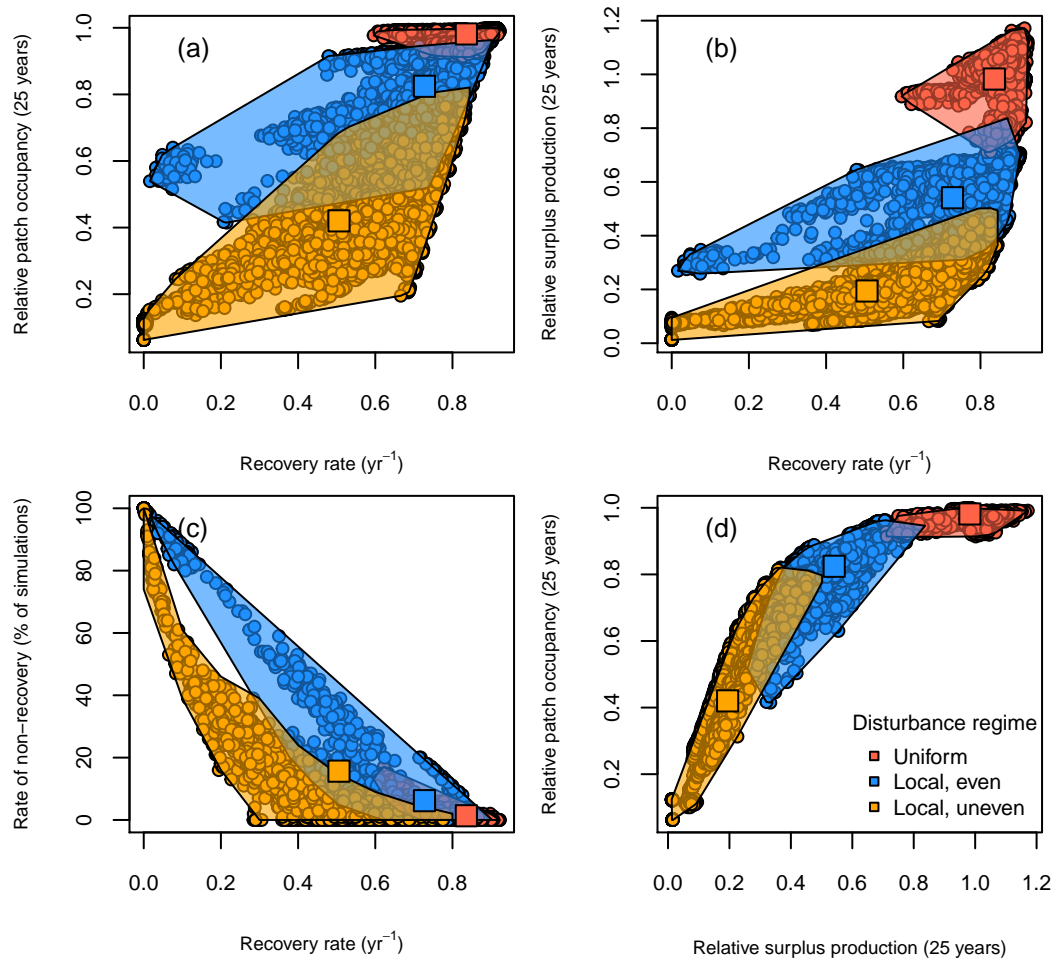 (a)
Relative patch occupancy (25 years)
1.0
0.8
0.6
0.4
0.2
0.0 0.2 0.4 0.6 0.8
Recovery rate (yr⁻¹)
(b)
Relative surplus production (25 years)
1.2
1.0
0.8
0.6
0.4
0.2
0.0
0.0 0.2 0.4 0.6 0.8
Recovery rate (yr⁻¹)
(c)
Rate of non−recovery (% of simulations)
100
80
60
40
20
0
0.0 0.2 0.4 0.6 0.8
Recovery rate (yr⁻¹)
(d)
Relative patch occupancy (25 years)
1.0
0.8
0.6
0.4
0.2
Disturbance regime
Uniform
Local, even
Local, uneven
0.0 0.2 0.4 0.6 0.8 1.0 1.2
Relative surplus production (25 years)